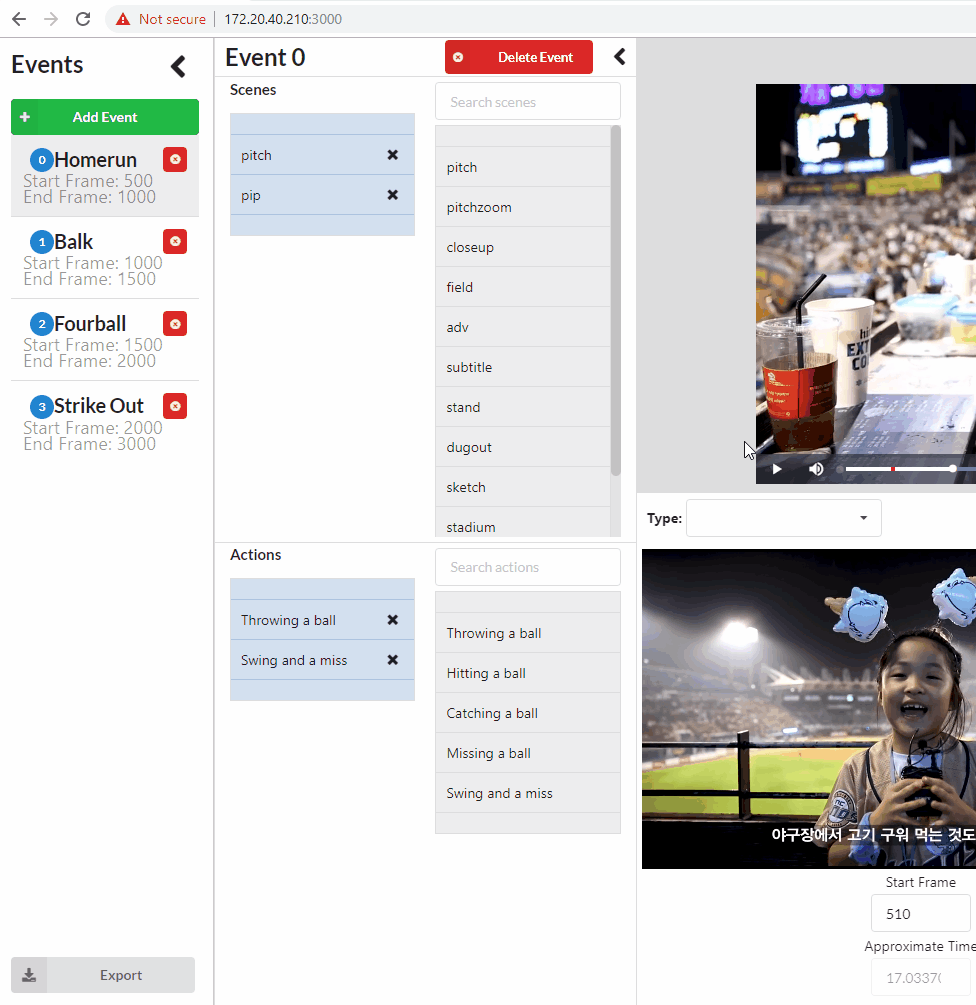 Not secure
172.20.40.210:3000
Events
Add Event
0 Homerun
Start Frame: 500
End Frame: 1000
1 Balk
Start Frame: 1000
End Frame: 1500
2 Fourball
Start Frame: 1500
End Frame: 2000
3 Strike Out
Start Frame: 2000
End Frame: 3000
Export
Event 0
Delete Event
Scenes
pitch
pip
Search scenes
pitch
pitchzoom
closeup
field
adv
subtitle
stand
dugout
sketch
stadium
Actions
Throwing a ball
Swing and a miss
Search actions
Throwing a ball
Hitting a ball
Catching a ball
Missing a ball
Swing and a miss
Type:
야구장에서 고기 구워 먹는 것도
Start Frame
510
Approximate Time